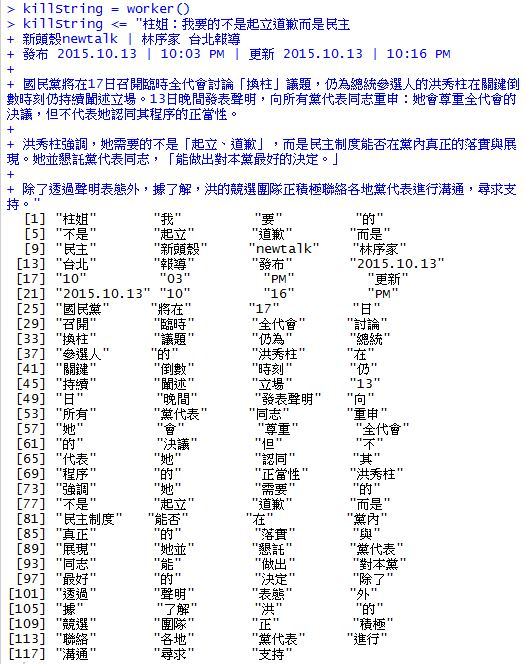 > killString = worker()
> killString <= "柱姐：我要的不是起立道歉而是民主
+ 新頭殼newtalk | 林序家 台北報導
+ 發布 2015.10.13 | 10:03 PM | 更新 2015.10.13 | 10:16 PM
+
+ 國民黨將在17日召開臨時全代會討論「換柱」議題，仍為總統參選人的洪秀柱在關鍵倒
數時刻仍持續闡述立場。13日晚間發表聲明，向所有黨代表同志重申：她會尊重全代會的
決議，但不代表她認同其程序的正當性。
+
+ 洪秀柱強調，她需要的不是「起立、道歉」，而是民主制度能否在黨內真正的落實與展
現。她並懇託黨代表同志，「能做出對本黨最好的決定。」
+
+ 除了透過聲明表態外，據了解，洪的競選團隊正積極聯絡各地黨代表進行溝通，尋求支
持。"
[1] "柱姐" "我" "要" "的"
[5] "不是" "起立" "道歉" "而是"
[9] "民主" "新頭殼" "newtalk" "林序家"
[13] "台北" "報導" "發布" "2015.10.13"
[17] "10" "03" "PM" "更新"
[21] "2015.10.13" "10" "16" "PM"
[25] "國民黨" "將在" "17" "日"
[29] "召開" "臨時" "全代會" "討論"
[33] "換柱" "議題" "仍為" "總統"
[37] "參選人" "的" "洪秀柱" "在"
[41] "關鍵" "倒數" "時刻" "仍"
[45] "持續" "闡述" "立場" "13"
[49] "日" "晚間" "發表聲明" "向"
[53] "所有" "黨代表" "同志" "重申"
[57] "她" "會" "尊重" "全代會"
[61] "的" "決議" "但" "不"
[65] "代表" "她" "認同" "其"
[69] "程序" "的" "正當性" "洪秀柱"
[73] "強調" "她" "需要" "的"
[77] "不是" "起立" "道歉" "而是"
[81] "民主制度" "能否" "在" "黨內"
[85] "真正" "的" "落實" "與"
[89] "展現" "她並" "懇託" "黨代表"
[93] "同志" "能" "做出" "對本黨"
[97] "最好" "的" "決定" "除了"
[101] "透過" "聲明" "表態" "外"
[105] "據" "了解" "洪" "的"
[109] "競選" "團隊" "正" "積極"
[113] "聯絡" "各地" "黨代表" "進行"
[117] "溝通" "尋求" "支持"